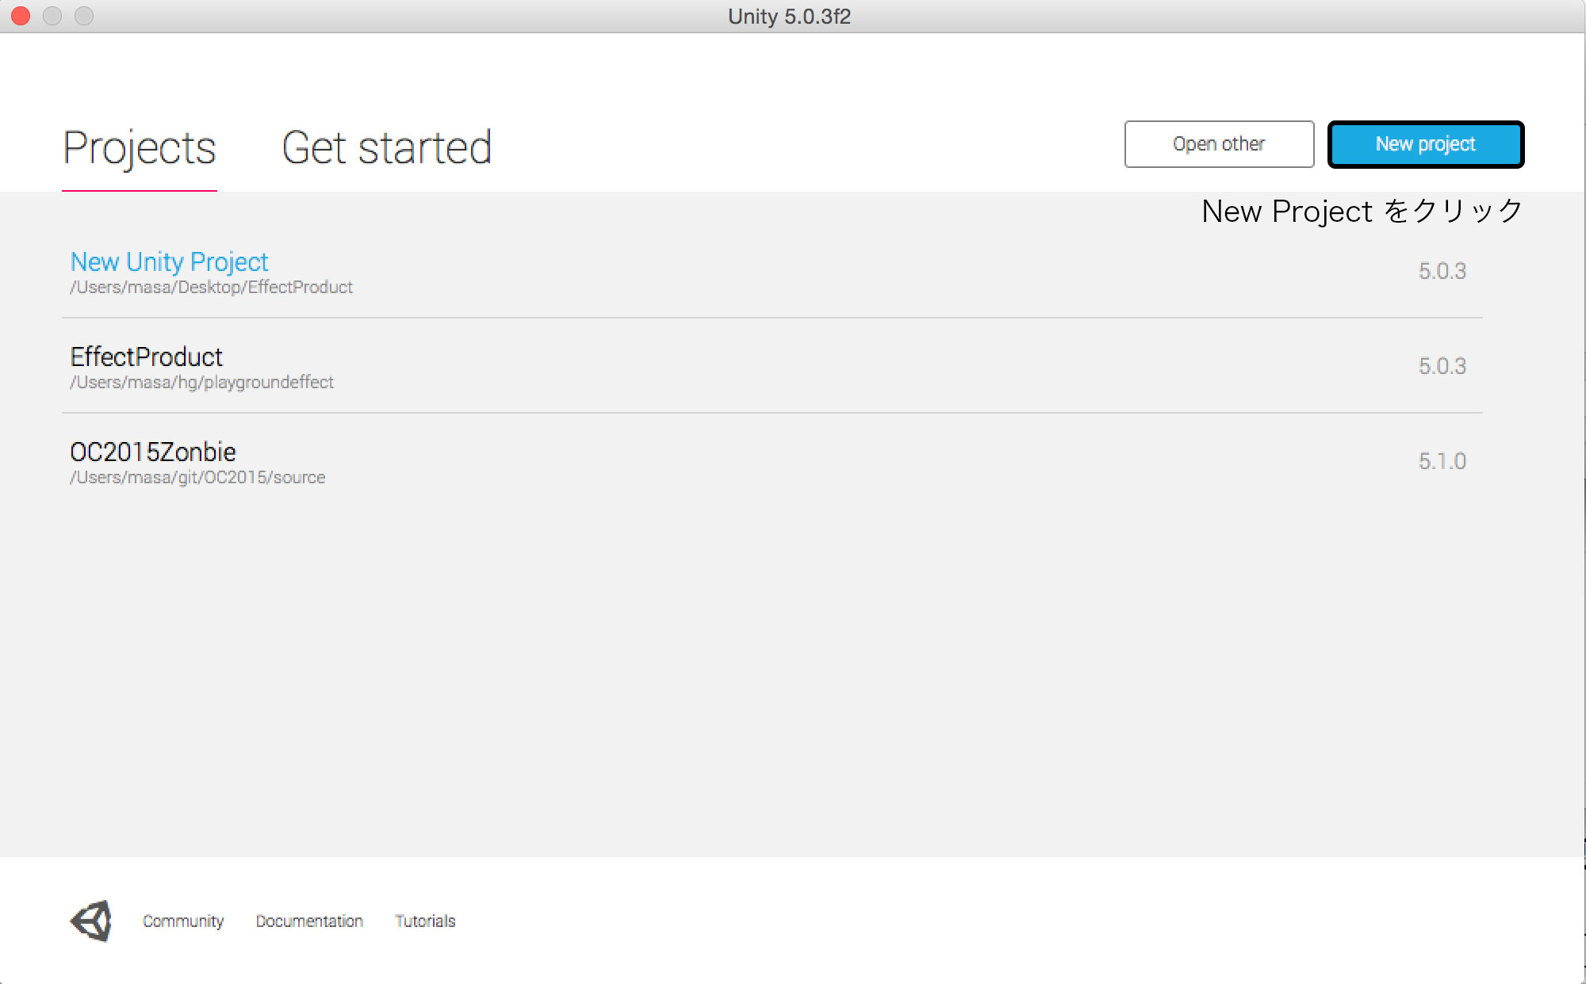 Unity 5.0.3f2
Projects
Get started
Open other
New project
New Project をクリック
New Unity Project
/Users/masa/Desktop/EffectProduct
5.0.3
EffectProduct
/Users/masa/hg/playgroundeffect
5.0.3
OC2015Zonbie
/Users/masa/git/OC2015/source
5.1.0
Community
Documentation
Tutorials